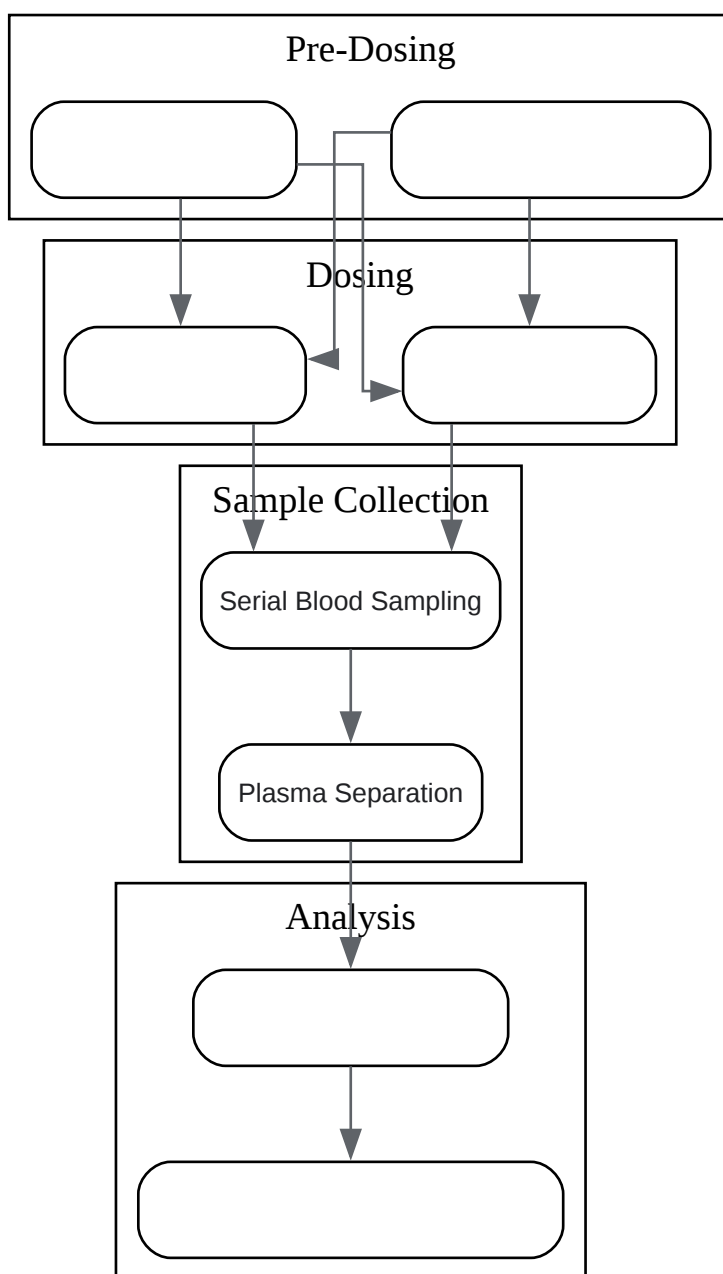 Pre-Dosing
Dosing
Sample Collection
Serial Blood Sampling
Plasma Separation
Analysis